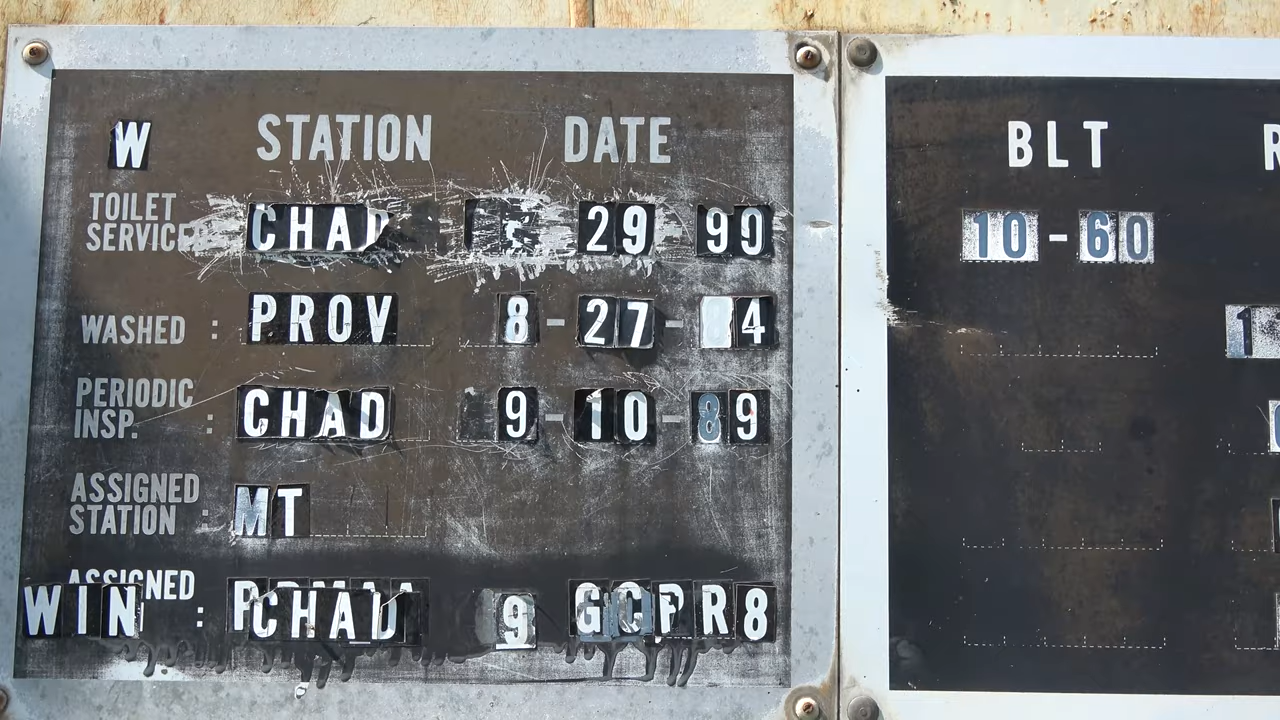 W STATION DATE
TOILET
SERVICE CHAD 29 90
WASHED : PROV 8-27- 4
PERIODIC
INSP. : CHAD 9-10-89
ASSIGNED
STATION : MT
ASSIGNED
WIN : CHAD 9 R8
BLT
10-60